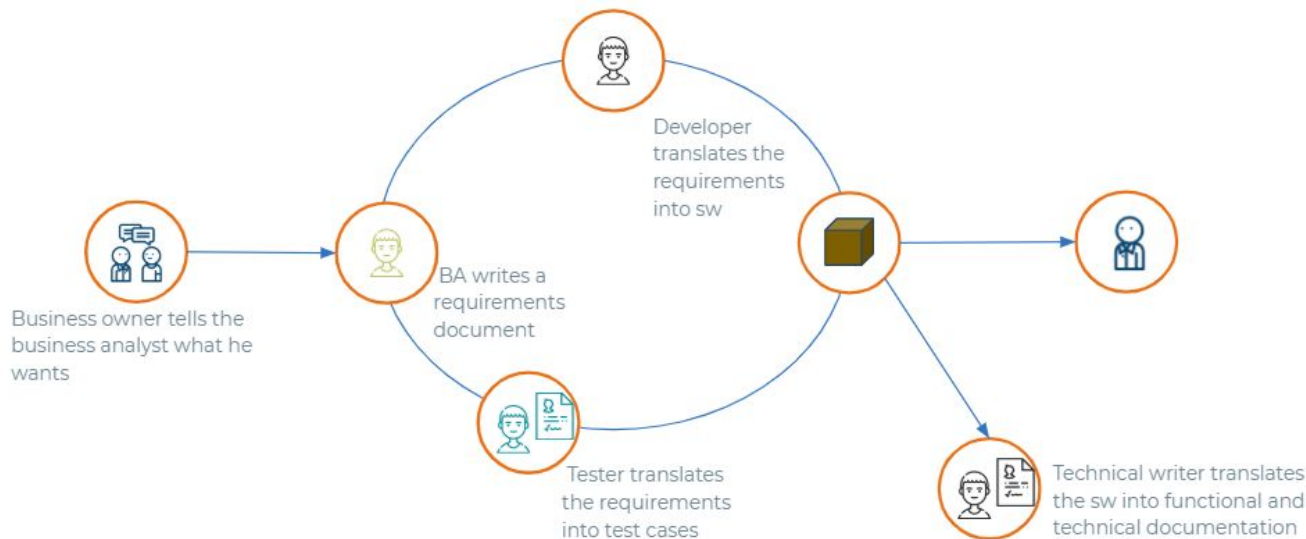 Developer
translates the
requirements
into sw
BA writes a
requirements
document
Business owner tells the
business analyst what he
wants
Tester translates
the requirements
into test cases
Technical writer translates
the sw into functional and
technical documentation